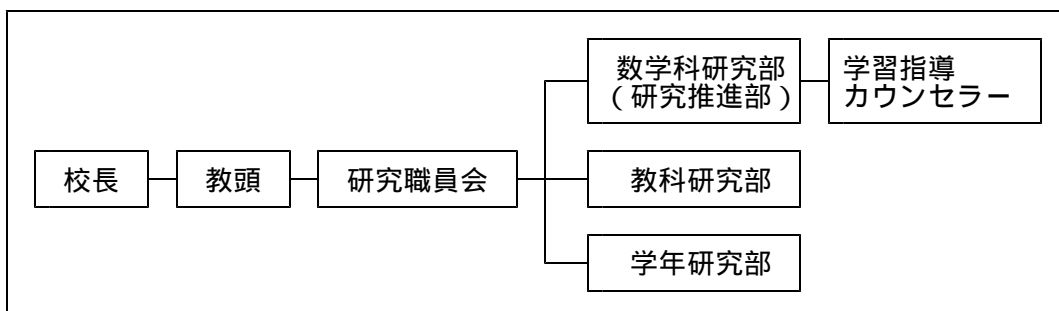 数学科研究部
（研究推進部）
学習指導
カウンセラー
校長
教頭
研究職員会
教科研究部
学年研究部